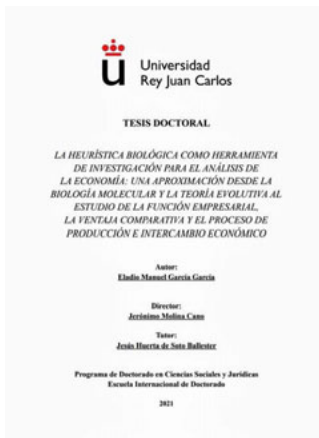 ü Universidad
Rey Juan Carlos
TESIS DOCTORAL
LA HEURÍSTICA BIOLÓGICA COMO HERRAMIENTA
DE INVESTIGACIÓN PARA EL ANÁLISIS DE
LA ECONOMÍA: UNA APROXIMACIÓN DESDE LA
BIOLOGÍA MOLECULAR Y LA TEORÍA EVOLUTIVA AL
ESTUDIO DE LA FUNCIÓN EMPRESARIAL,
LA VENTAJA COMPARATIVA Y EL PROCESO DE
PRODUCCIÓN E INTERCAMBIO ECONÓMICO
Autor:
Eladio Manuel García García
Director:
Jerónimo Molina Cano
Tutor:
Jesús Huerta de Soto Ballester
Programa de Doctorado en Ciencias Sociales y Jurídicas
Escuela Internacional de Doctorado
2021